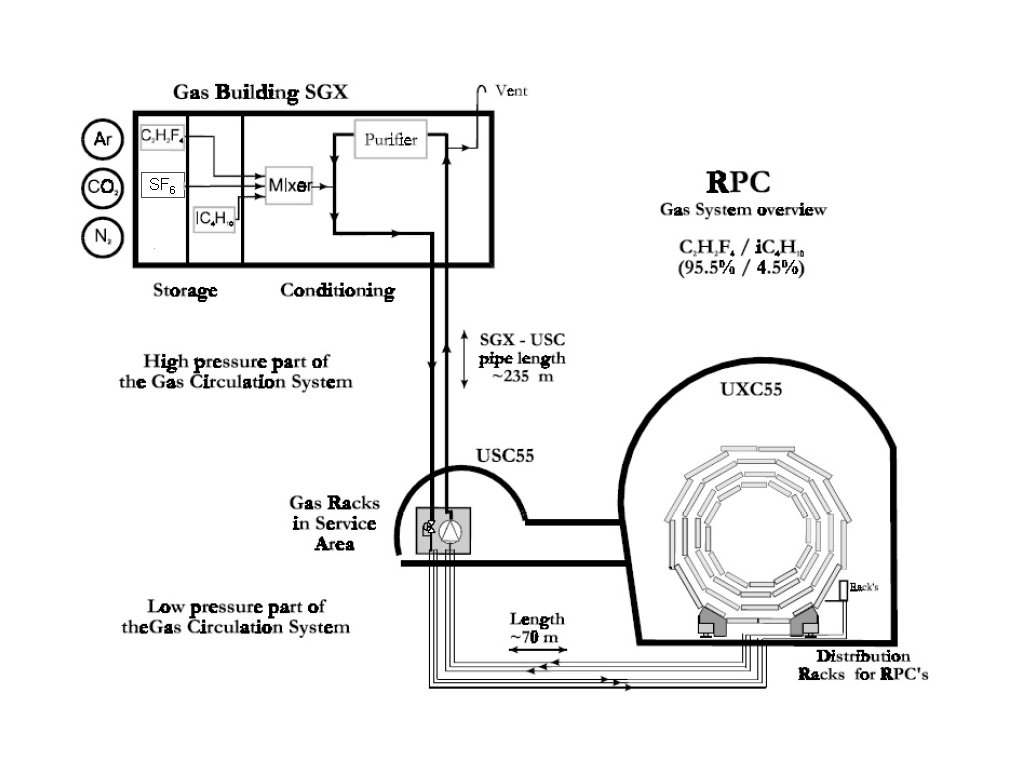 Gas Building SGX
Vent
Ar
C₂H₂F₄
Purifier
CO₂
SF₆
Mixer
N₂
IC₄H₁₀
Storage
Conditioning
RPC
Gas System overview
C₂H₂F₄ / iC₄H₁₀
(95.5% / 4.5%)
High pressure part of
the Gas Circulation System
SGX - USC
pipe length
~235 m
UXC55
USC55
Gas Racks
in Service
Area
Rack's
Low pressure part of
theGas Circulation System
Length
~70 m
Distribution
Racks for RPC's